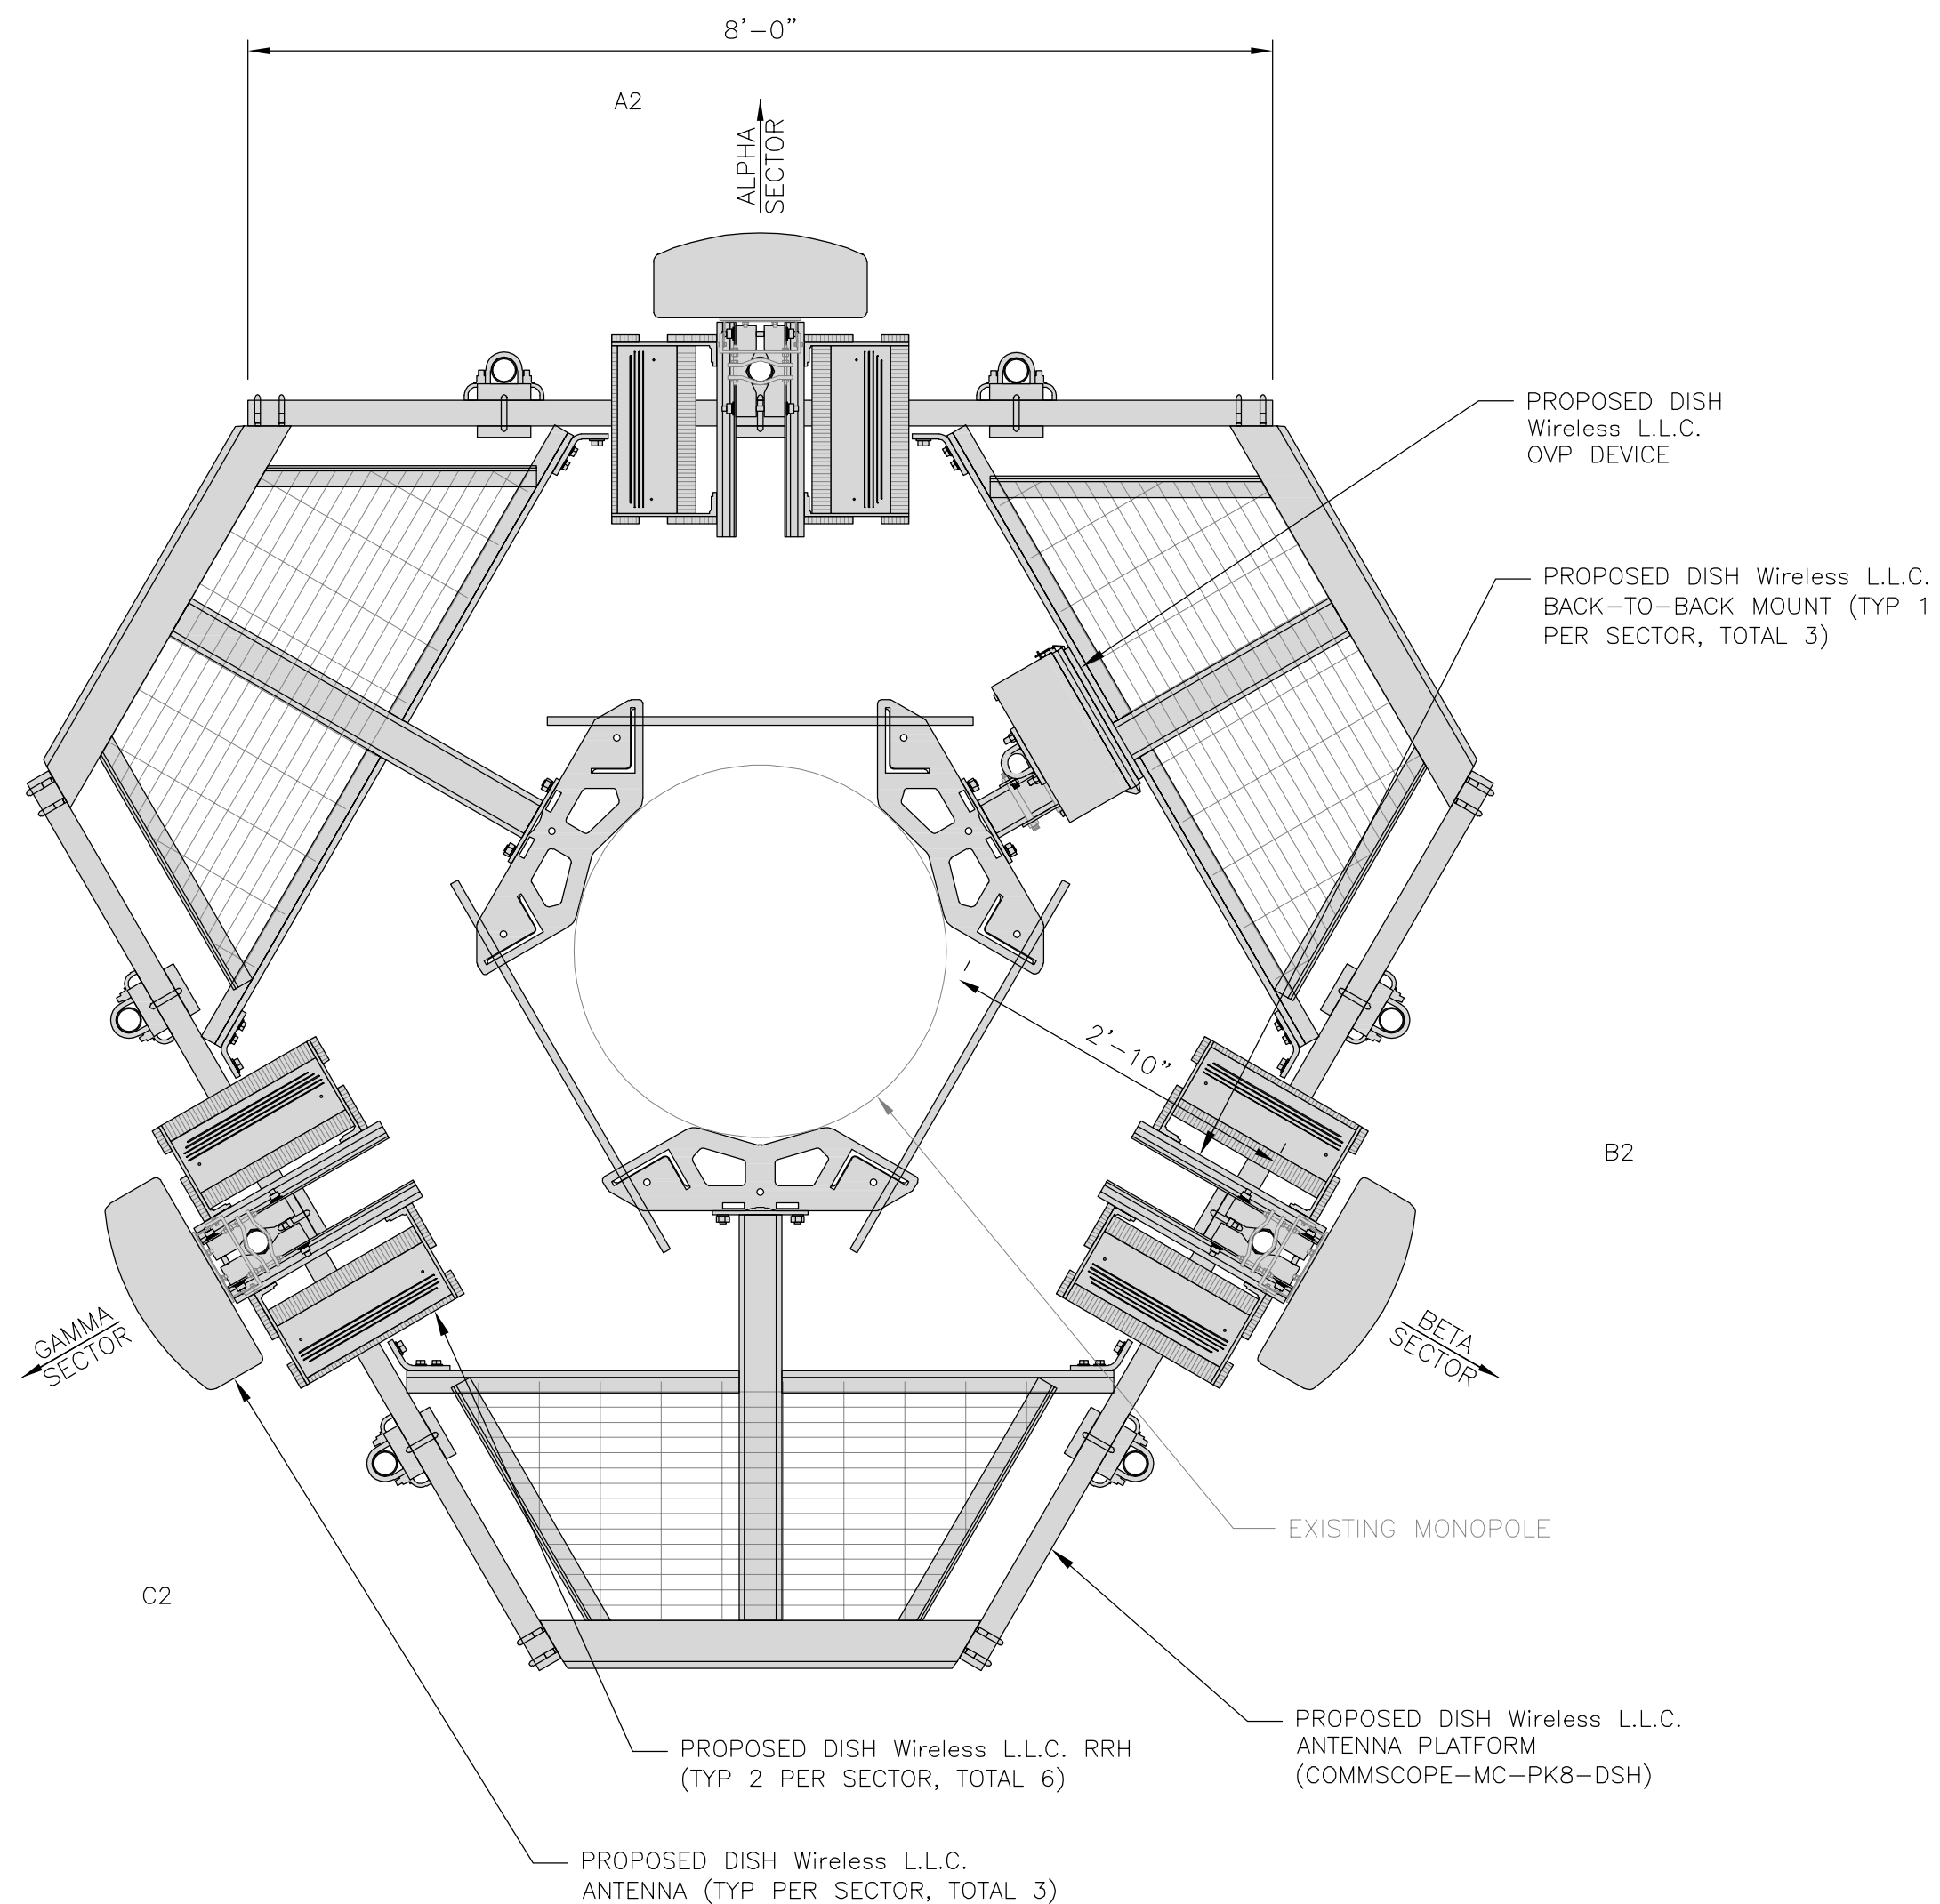 8'-0"
A2
ALPHA
SECTOR
PROPOSED DISH
Wireless L.L.C.
OVP DEVICE
PROPOSED DISH Wireless L.L.C.
BACK-TO-BACK MOUNT (TYP 1
PER SECTOR, TOTAL 3)
2'-10"
B2
GAMMA
SECTOR
BETA
SECTOR
EXISTING MONOPOLE
C2
PROPOSED DISH Wireless L.L.C.
ANTENNA PLATFORM
(COMMSCOPE-MC-PK8-DSH)
PROPOSED DISH Wireless L.L.C. RRH
(TYP 2 PER SECTOR, TOTAL 6)
PROPOSED DISH Wireless L.L.C.
ANTENNA (TYP PER SECTOR, TOTAL 3)